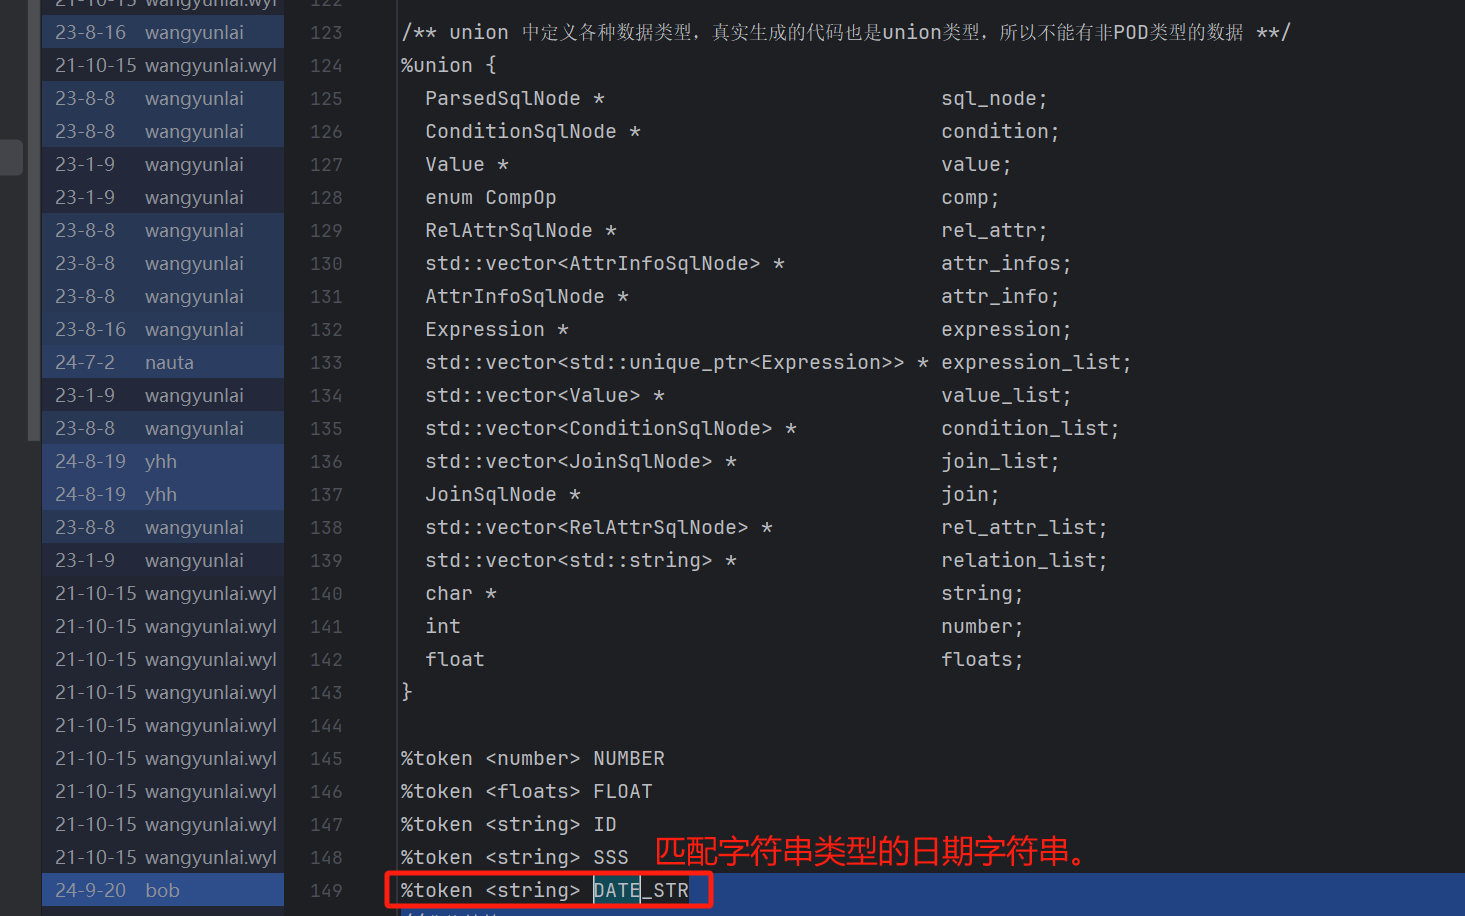 21-10-15 wangyunlai.wyl 122
23-8-16 wangyunlai 123 /** union 中定义各种数据类型，真实生成的代码也是union类型，所以不能有非POD类型的数据 **/
21-10-15 wangyunlai.wyl 124 %union {
23-8-8 wangyunlai 125 ParsedSqlNode * sql_node;
23-8-8 wangyunlai 126 ConditionSqlNode * condition;
23-1-9 wangyunlai 127 Value * value;
23-1-9 wangyunlai 128 enum CompOp comp;
23-8-8 wangyunlai 129 RelAttrSqlNode * rel_attr;
23-8-8 wangyunlai 130 std::vector<AttrInfoSqlNode> * attr_infos;
23-8-8 wangyunlai 131 AttrInfoSqlNode * attr_info;
23-8-16 wangyunlai 132 Expression * expression;
24-7-2 nauta 133 std::vector<std::unique_ptr<Expression>> * expression_list;
23-1-9 wangyunlai 134 std::vector<Value> * value_list;
23-8-8 wangyunlai 135 std::vector<ConditionSqlNode> * condition_list;
24-8-19 yhh 136 std::vector<JoinSqlNode> * join_list;
24-8-19 yhh 137 JoinSqlNode * join;
23-8-8 wangyunlai 138 std::vector<RelAttrSqlNode> * rel_attr_list;
23-1-9 wangyunlai 139 std::vector<std::string> * relation_list;
21-10-15 wangyunlai.wyl 140 char * string;
21-10-15 wangyunlai.wyl 141 int number;
21-10-15 wangyunlai.wyl 142 float floats;
21-10-15 wangyunlai.wyl 143 }
21-10-15 wangyunlai.wyl 144
21-10-15 wangyunlai.wyl 145 %token <number> NUMBER
21-10-15 wangyunlai.wyl 146 %token <floats> FLOAT
21-10-15 wangyunlai.wyl 147 %token <string> ID
21-10-15 wangyunlai.wyl 148 %token <string> SSS 匹配字符串类型的日期字符串。
24-9-20 bob 149 %token <string> DATE_STR